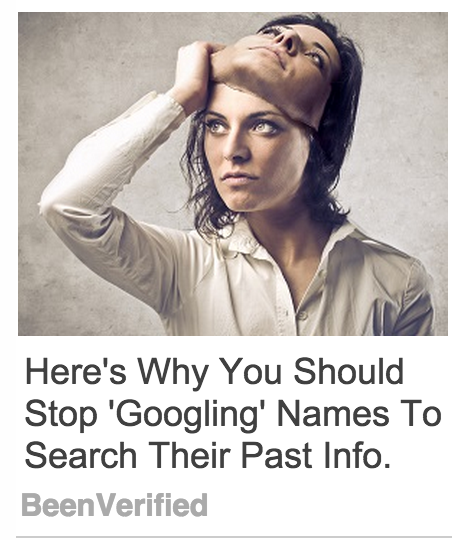 Here's Why You Should
Stop 'Googling' Names To
Search Their Past Info.
BeenVerified